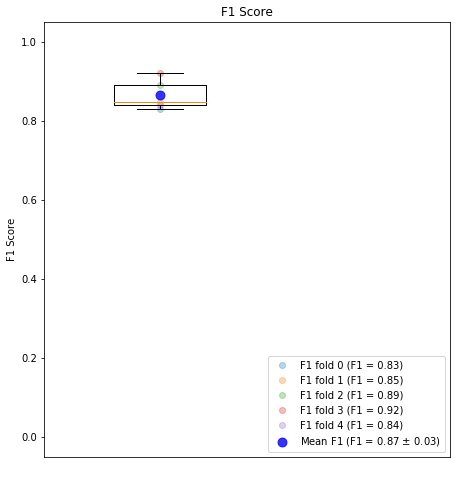 F1 Score
1.0
0.8
0.6
0.4
0.2
0.0
F1 Score
F1 fold 0 (F1 = 0.83)
F1 fold 1 (F1 = 0.85)
F1 fold 2 (F1 = 0.89)
F1 fold 3 (F1 = 0.92)
F1 fold 4 (F1 = 0.84)
Mean F1 (F1 = 0.87 ± 0.03)